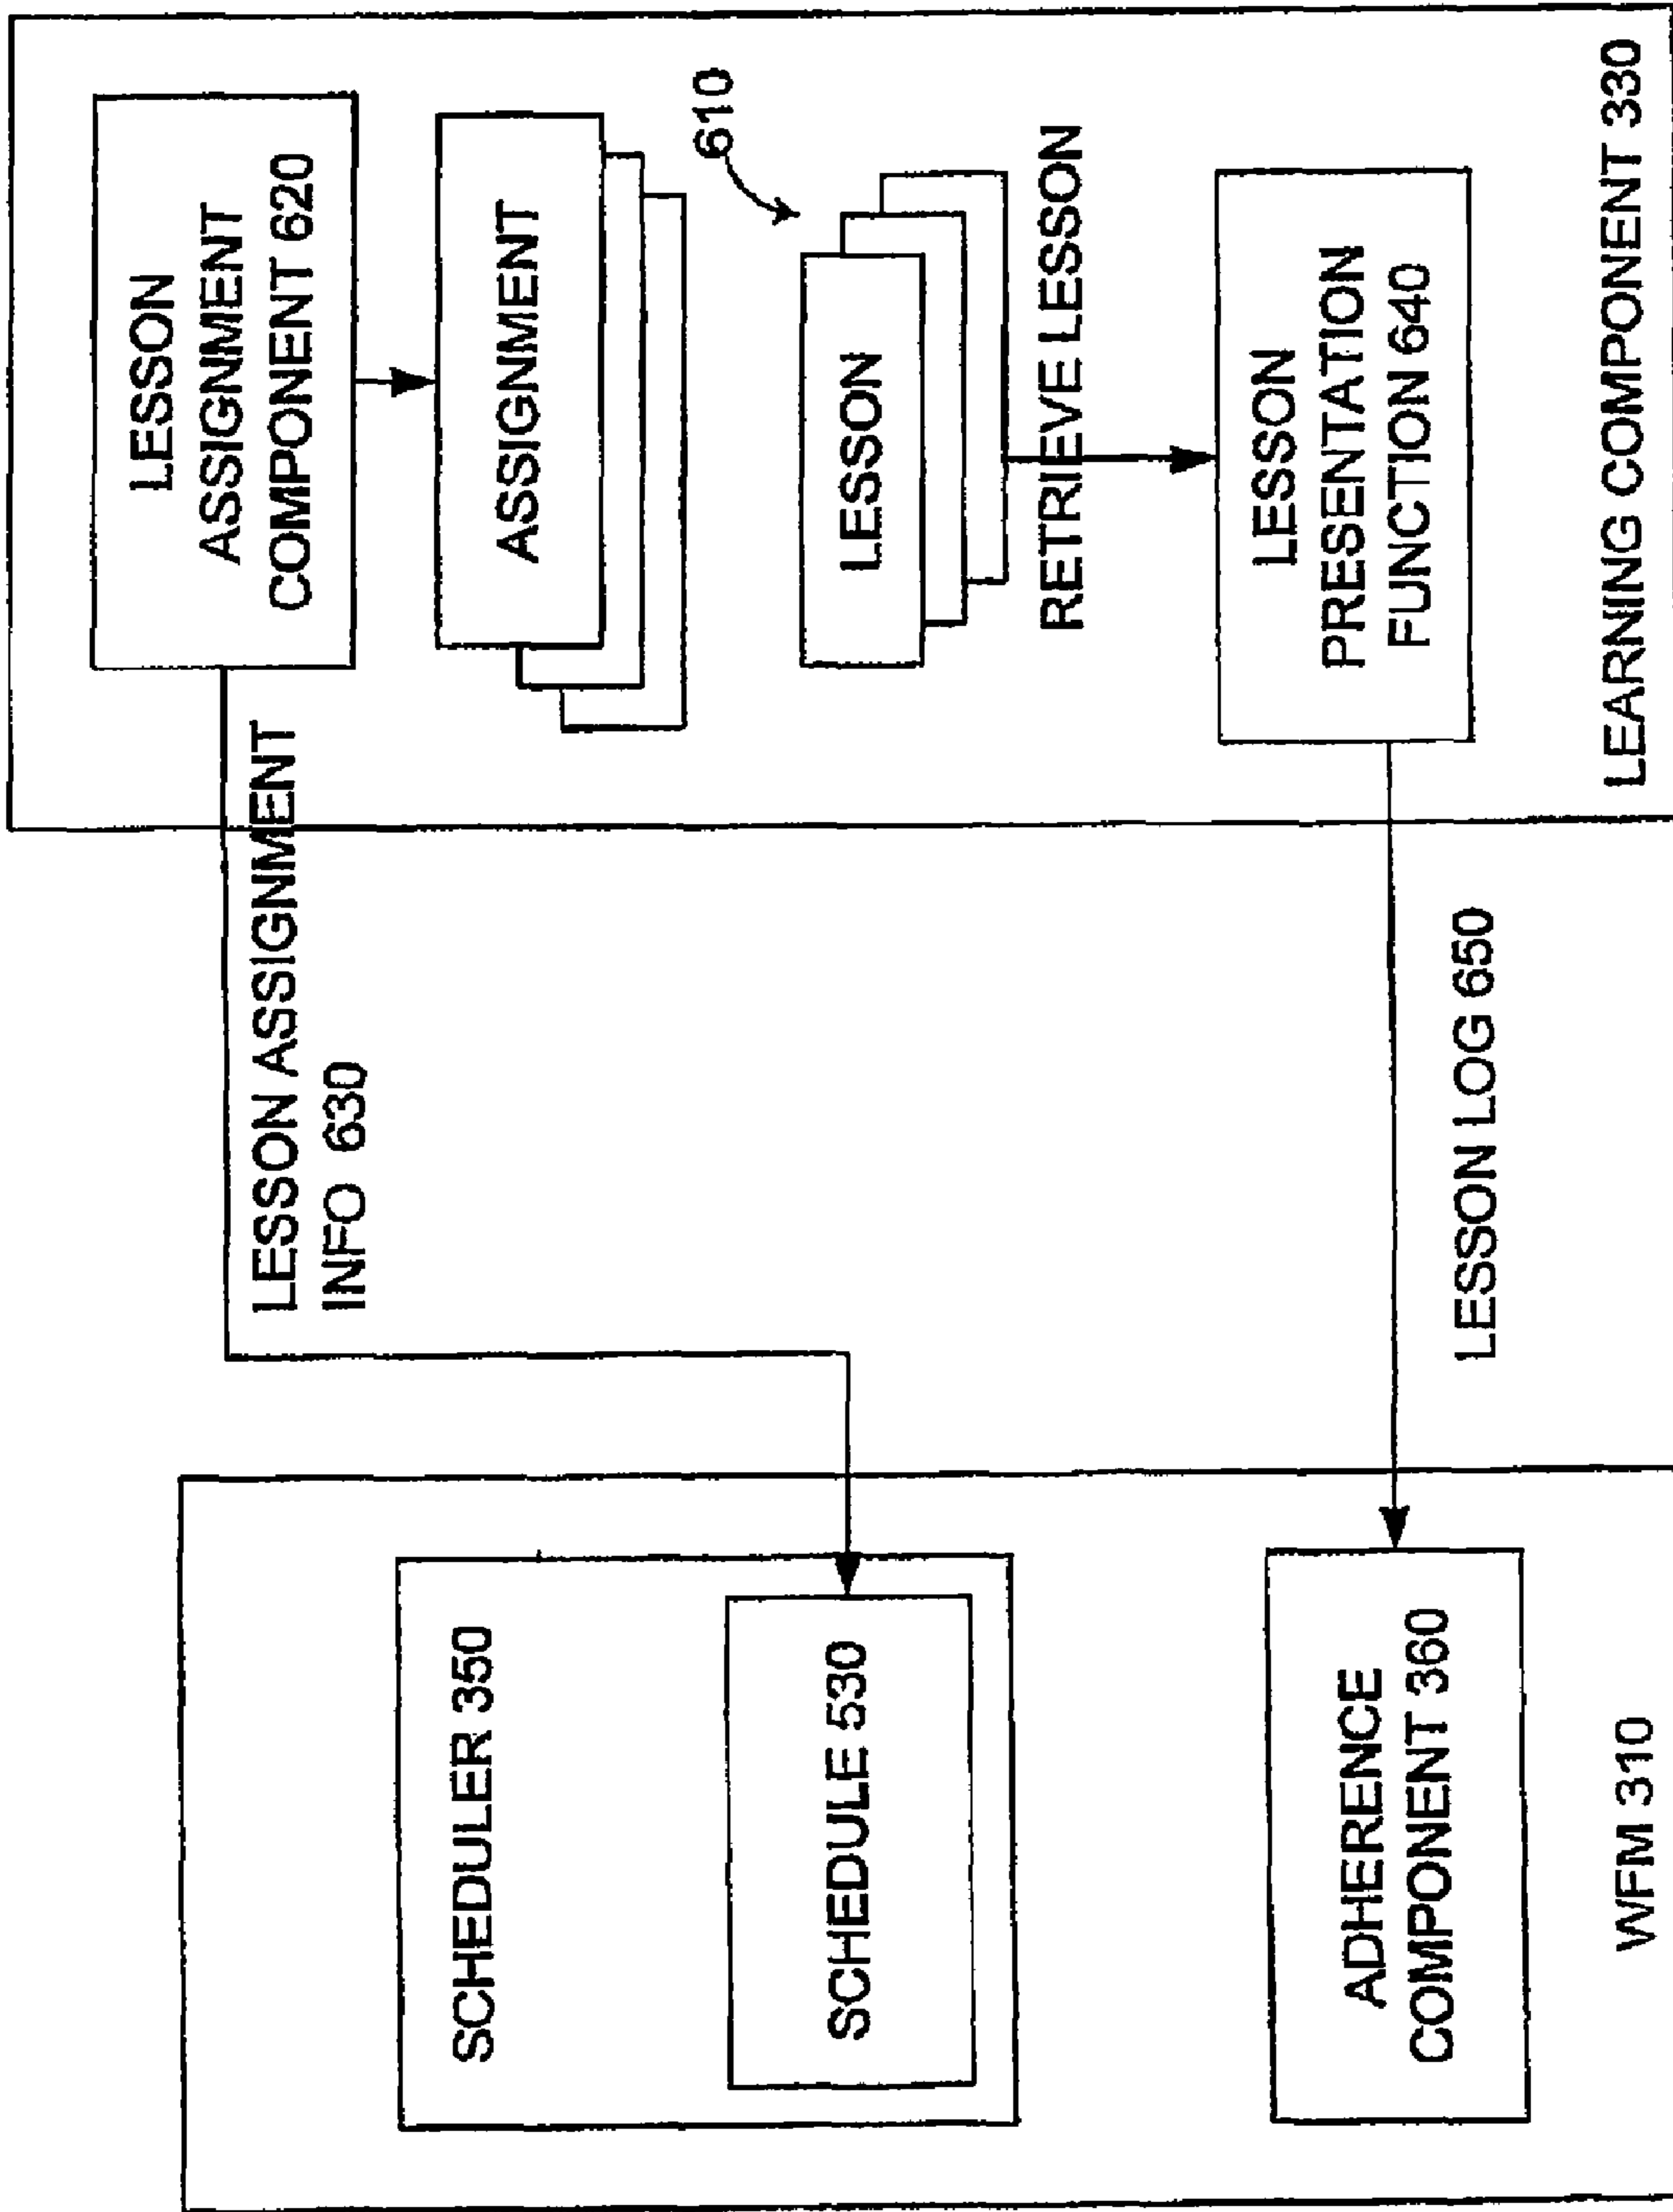 SCHEDULER 350
SCHEDULE 530
ADHERENCE
COMPONENT 360
WFM 310
LESSON ASSIGNMENT
INFO 630
LESSON LOG 650
LESSON
ASSIGNMENT
COMPONENT 620
ASSIGNMENT
610
LESSON
RETRIEVE LESSON
LESSON
PRESENTATION
FUNCTION 640
LEARNING COMPONENT 330